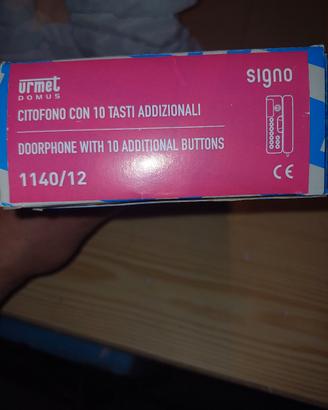 urmet
DOMUS
signo
CITOFONO CON 10 TASTI ADDIZIONALI
DOORPHONE WITH 10 ADDITIONAL BUTTONS
1140/12
CE